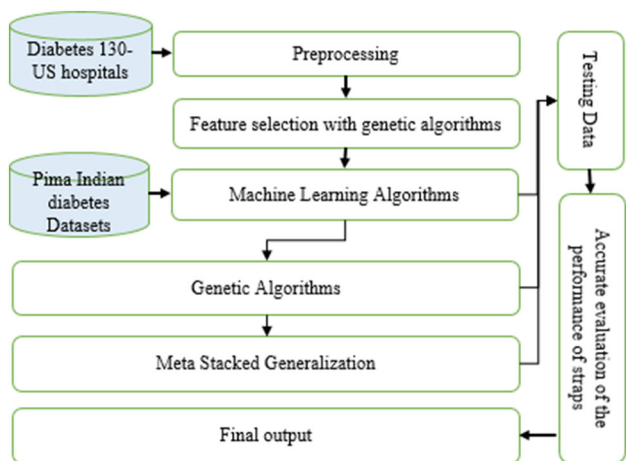 Diabetes 130-
US hospitals
Preprocessing
Feature selection with genetic algorithms
Pima Indian
diabetes
Datasets
Machine Learning Algorithms
Genetic Algorithms
Meta Stacked Generalization
Final output
Testing Data
Accurate evaluation of the
performance of straps